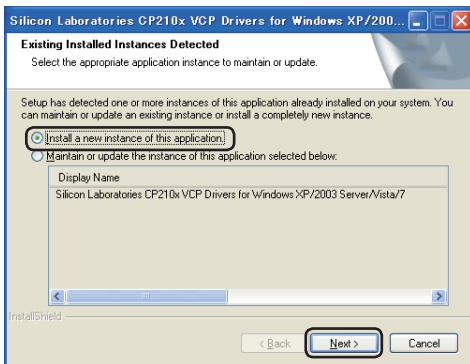 Silicon Laboratories CP210x VCP Drivers for Windows XP/200...
Existing Installed Instances Detected
Select the appropriate application instance to maintain or update.
Setup has detected one or more instances of this application already installed on your system. You
can maintain or update an existing instance or install a completely new instance.
Install a new instance of this application.
Maintain or update the instance of this application selected below:
Display Name
Silicon Laboratories CP210x VCP Drivers for Windows XP/2003 Server/Vista/7
InstallShield
< Back
Next >
Cancel